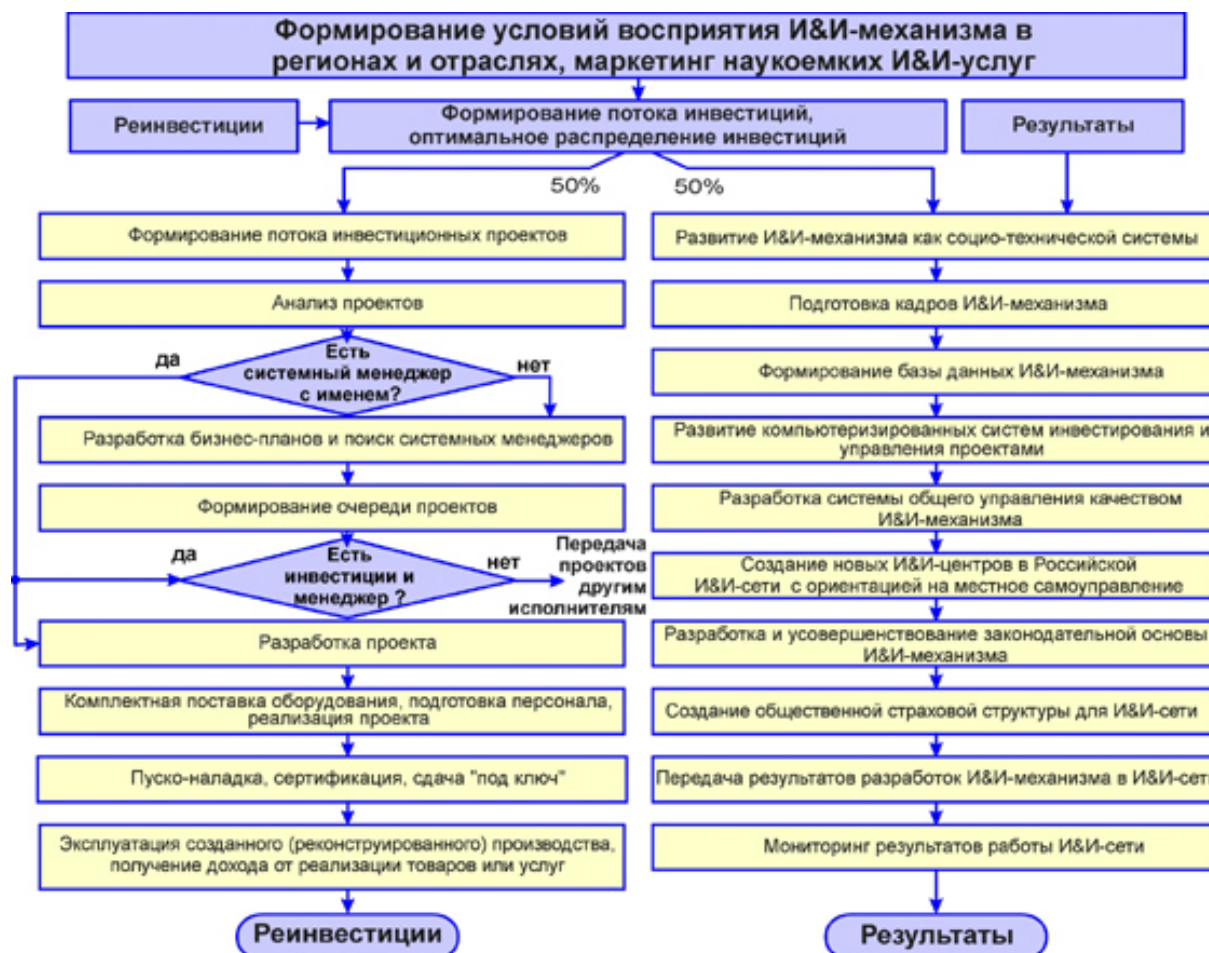 Формирование условий восприятия И&И-механизма в
регионах и отраслях, маркетинг наукоемких И&И-услуг
Реинвестиции
Формирование потока инвестиций,
оптимальное распределение инвестиций
Результаты
50%
50%
Формирование потока инвестиционных проектов
Анализ проектов
да
Есть
системный менеджер
с именем?
нет
Разработка бизнес-планов и поиск системных менеджеров
Формирование очереди проектов
да
Есть
инвестиции и
менеджер ?
нет
Передача
проектов
другим
исполнителям
Разработка проекта
Комплектная поставка оборудования, подготовка персонала,
реализация проекта
Пуско-наладка, сертификация, сдача "под ключ"
Эксплуатация созданного (реконструированного) производства,
получение дохода от реализации товаров или услуг
Реинвестиции
Развитие И&И-механизма как социо-технической системы
Подготовка кадров И&И-механизма
Формирование базы данных И&И-механизма
Развитие компьютеризированных систем инвестирования и
управления проектами
Разработка системы общего управления качеством
И&И-механизма
Создание новых И&И-центров в Российской
И&И-сети с ориентацией на местное самоуправление
Разработка и усовершенствование законодательной основы
И&И-механизма
Создание общественной страховой структуры для И&И-сети
Передача результатов разработок И&И-механизма в И&И-сети
Мониторинг результатов работы И&И-сети
Результаты